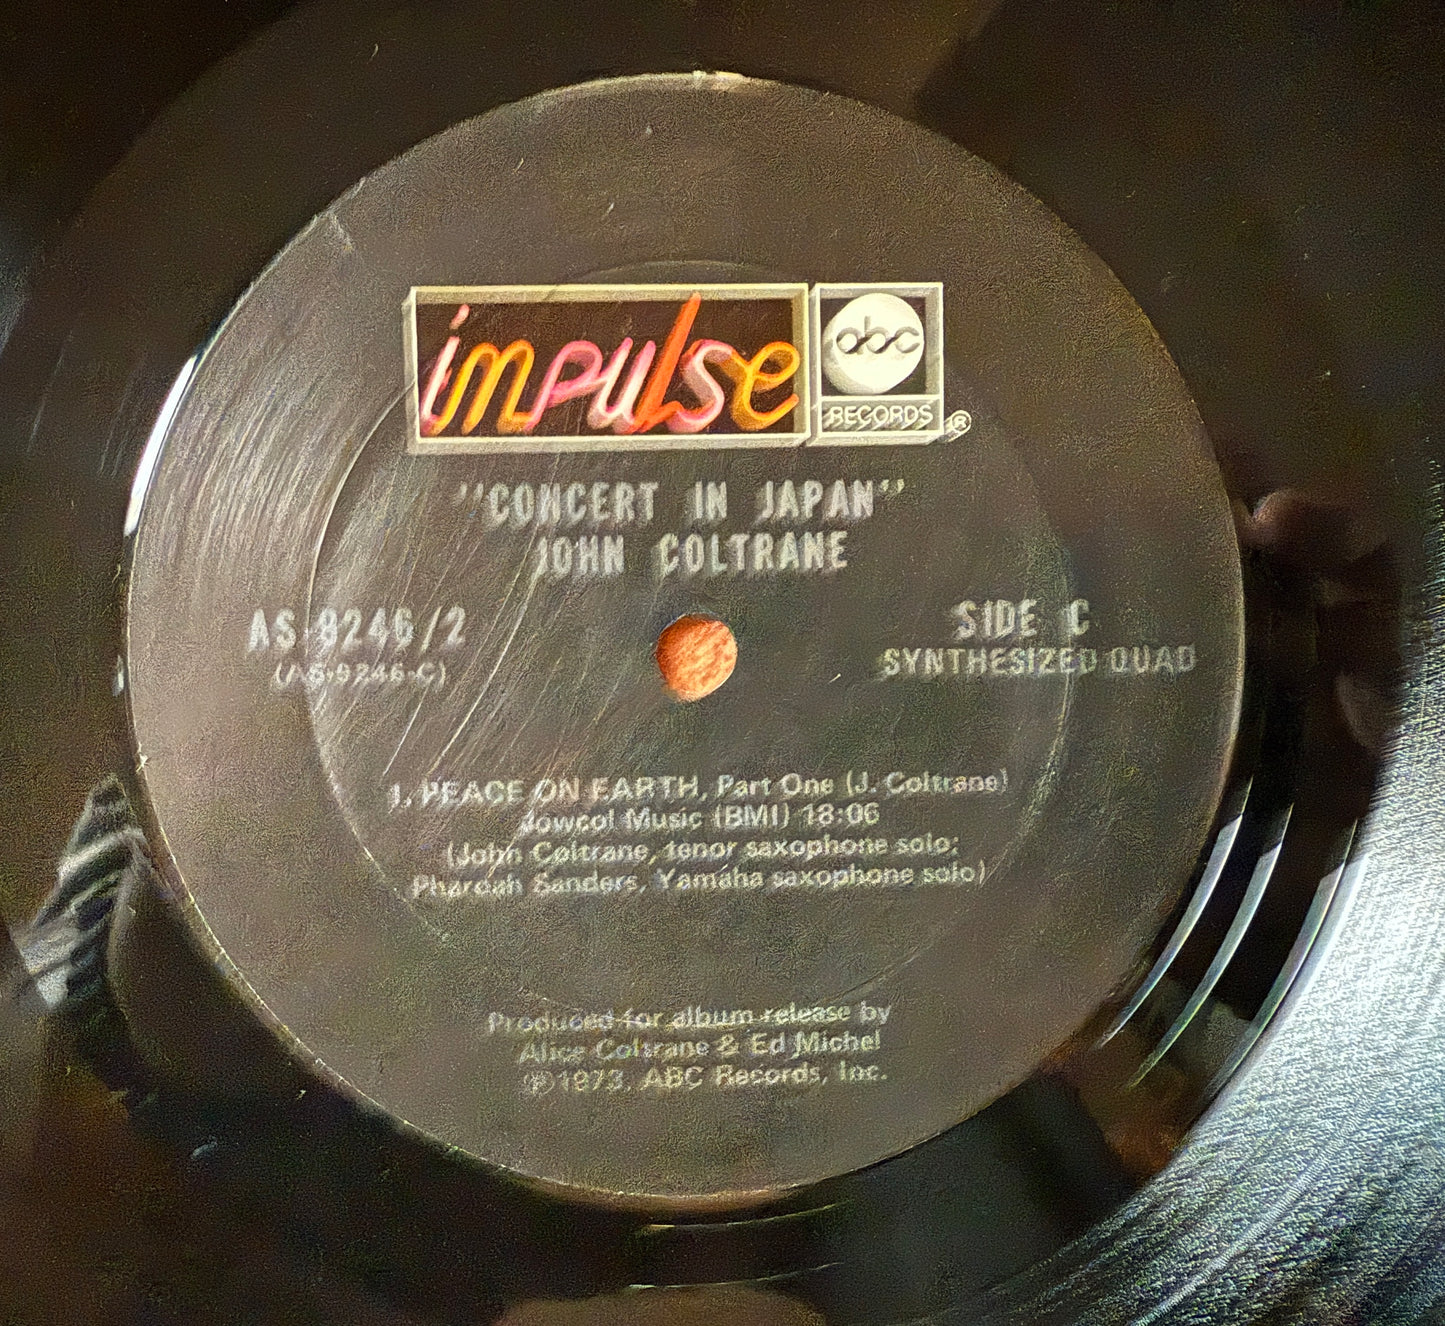 impulse abc
RECORDS ®
"CONCERT IN JAPAN"
JOHN COLTRANE
AS-9246/2
(AS-9246-C)
SIDE C
SYNTHESIZED QUAD
1. PEACE ON EARTH, Part One (J. Coltrane)
Jowcol Music (BMI) 18:06
(John Coltrane, tenor saxophone solo;
Pharoah Sanders, Yamaha saxophone solo)
Produced for album release by
Alice Coltrane & Ed Michel
℗1973, ABC Records, Inc.